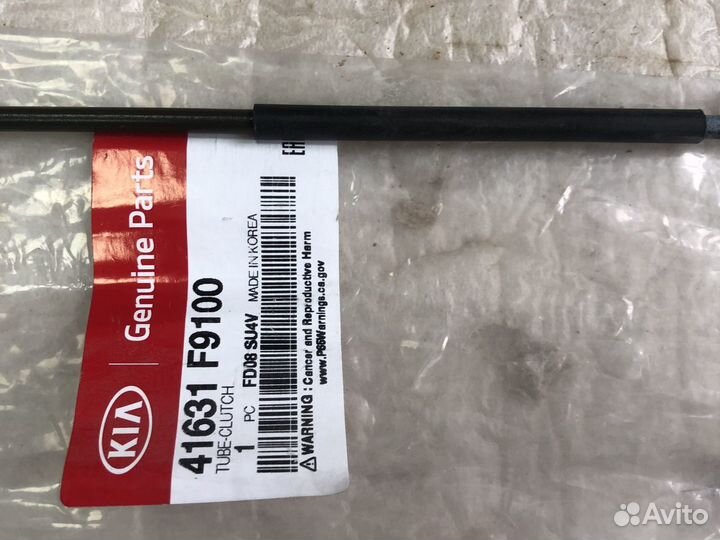 KIA
Genuine Parts
41631 F9100
TUBE-CLUTCH
1 PC FD08 SU4V MADE IN KOREA
WARNING : Cancer and Reproductive Harm
www.P65Warnings.ca.gov
Avito